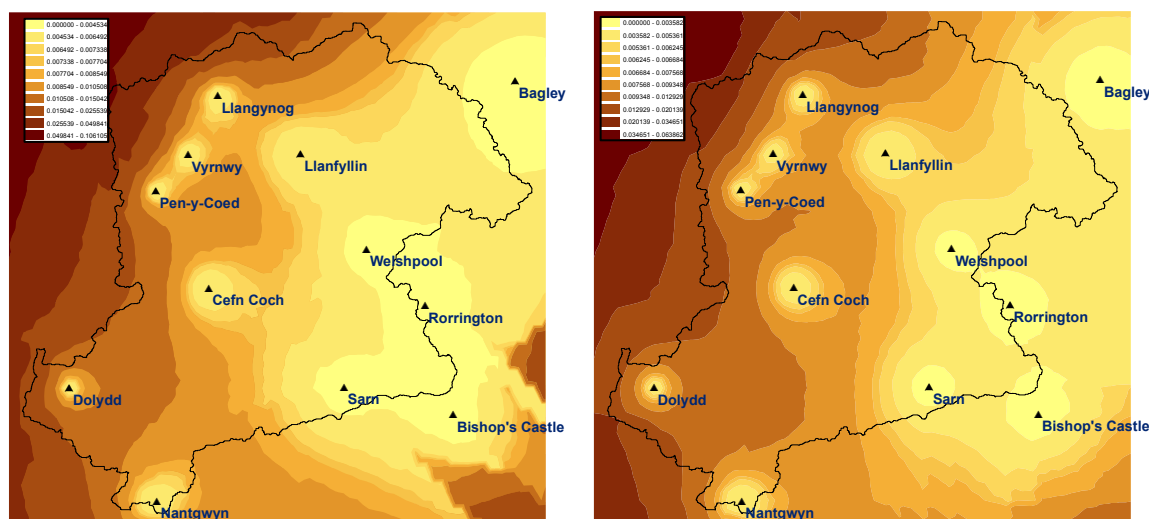 0.000000 - 0.004534
0.004534 - 0.006492
0.006492 - 0.007338
0.007338 - 0.007704
0.007704 - 0.008549
0.008549 - 0.010508
0.010508 - 0.015042
0.015042 - 0.025539
0.025539 - 0.049841
0.049841 - 0.106105
Bagley
Llangynog
Vyrnwy
Llanfyllin
Pen-y-Coed
Welshpool
Cefn Coch
Rorrington
Dolydd
Sarn
Bishop's Castle
Nantgwyn
0.000000 - 0.003582
0.003582 - 0.005361
0.005361 - 0.006245
0.006245 - 0.006684
0.006684 - 0.007568
0.007568 - 0.009348
0.009348 - 0.012929
0.012929 - 0.020139
0.020139 - 0.034651
0.034651 - 0.063862
Bagley
Llangynog
Vyrnwy
Llanfyllin
Pen-y-Coed
Welshpool
Cefn Coch
Rorrington
Dolydd
Sarn
Bishop's Castle
Nantgwyn